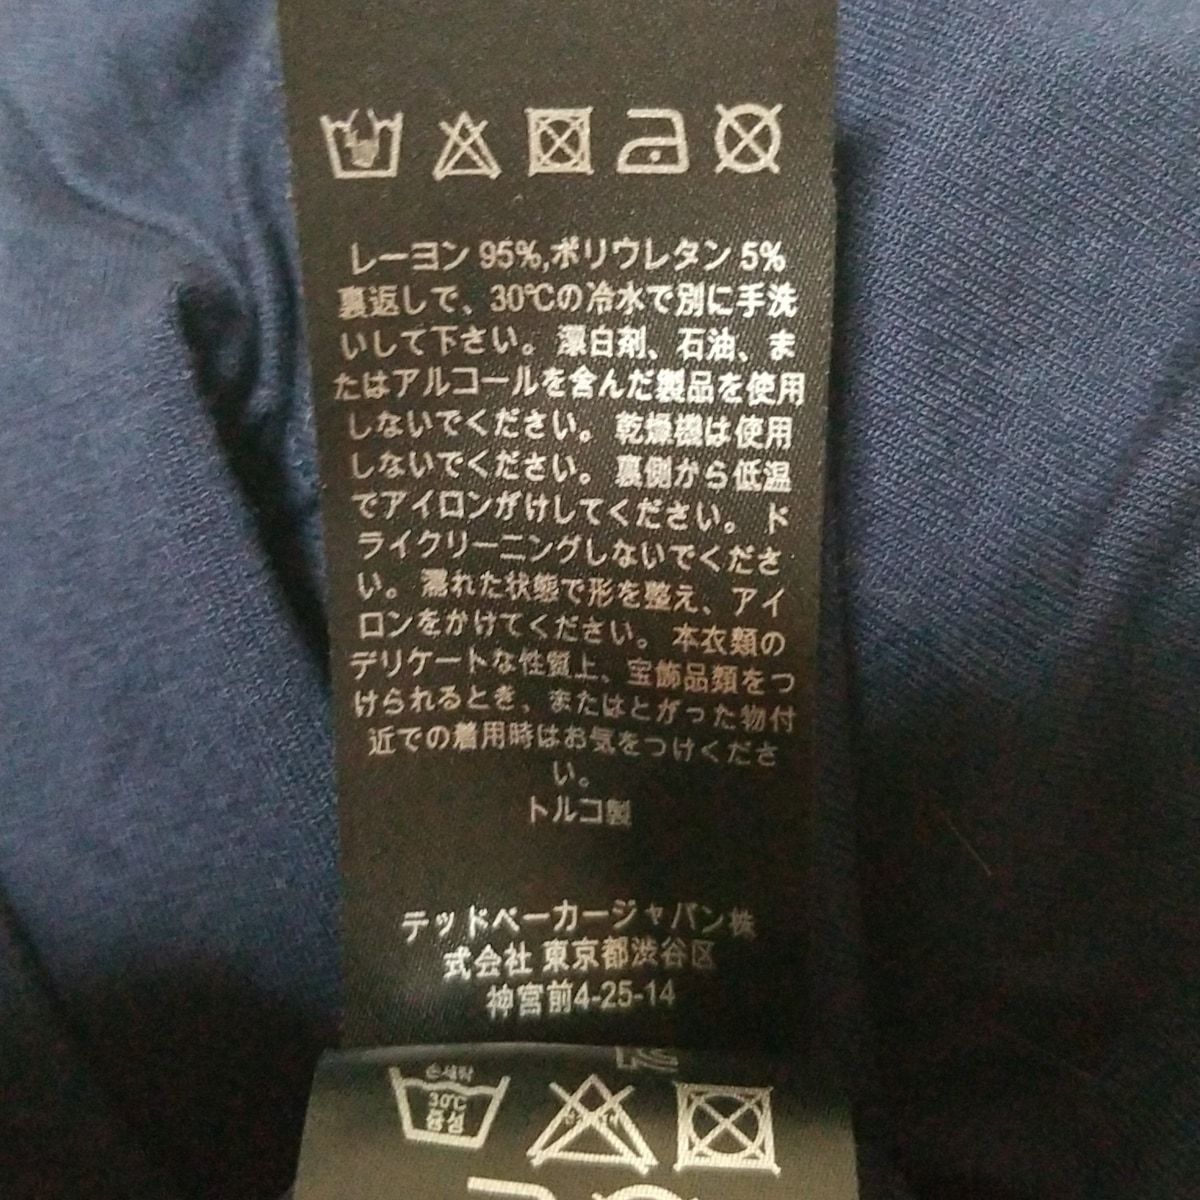 レーヨン 95%,ポリウレタン 5%
裏返しで、30℃の冷水で別に手洗
いして下さい。漂白剤、石油、ま
たはアルコールを含んだ製品を使用
しないでください。乾燥機は使用
しないでください。裏側から低温
でアイロンがけしてください。ド
ライクリーニングしないでくださ
い。濡れた状態で形を整え、アイ
ロンをかけてください。本衣類の
デリケートな性質上、宝飾品類をつ
けられるとき、またはとがった物付
近での着用時はお気をつけくださ
い。
トルコ製
テッドベーカージャパン株
式会社 東京都渋谷区
神宮前4-25-14
손세탁
30℃
중성